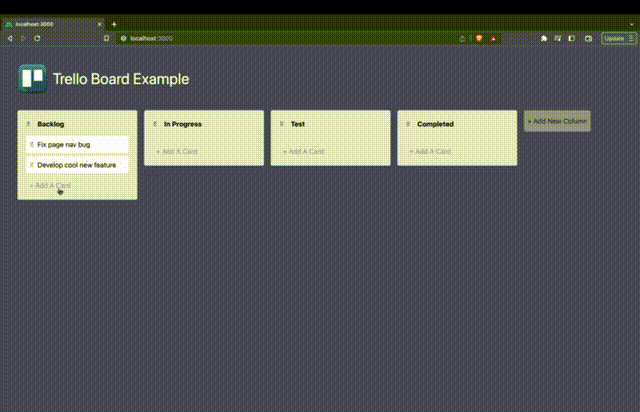 localhost:3000
localhost:3000
Update
Trello Board Example
Backlog
Fix page nav bug
Develop cool new feature
+ Add A Card
In Progress
+ Add A Card
Test
+ Add A Card
Completed
+ Add A Card
+ Add New Column